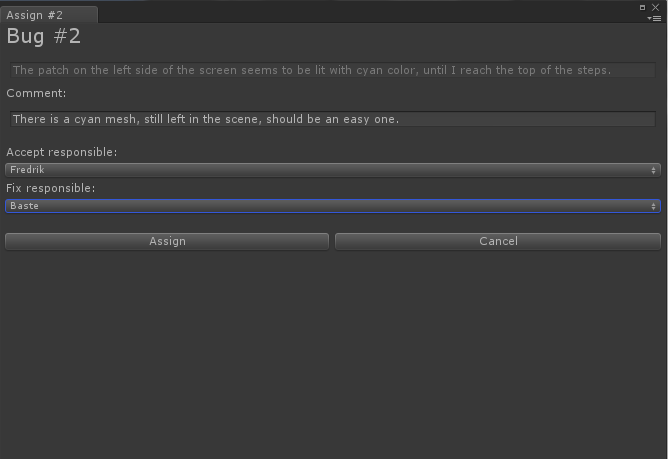 Assign #2
Bug #2
The patch on the left side of the screen seems to be lit with cyan color, until I reach the top of the steps.
Comment:
There is a cyan mesh, still left in the scene, should be an easy one.
Accept responsible:
Fredrik
Fix responsible:
Baste
Assign
Cancel